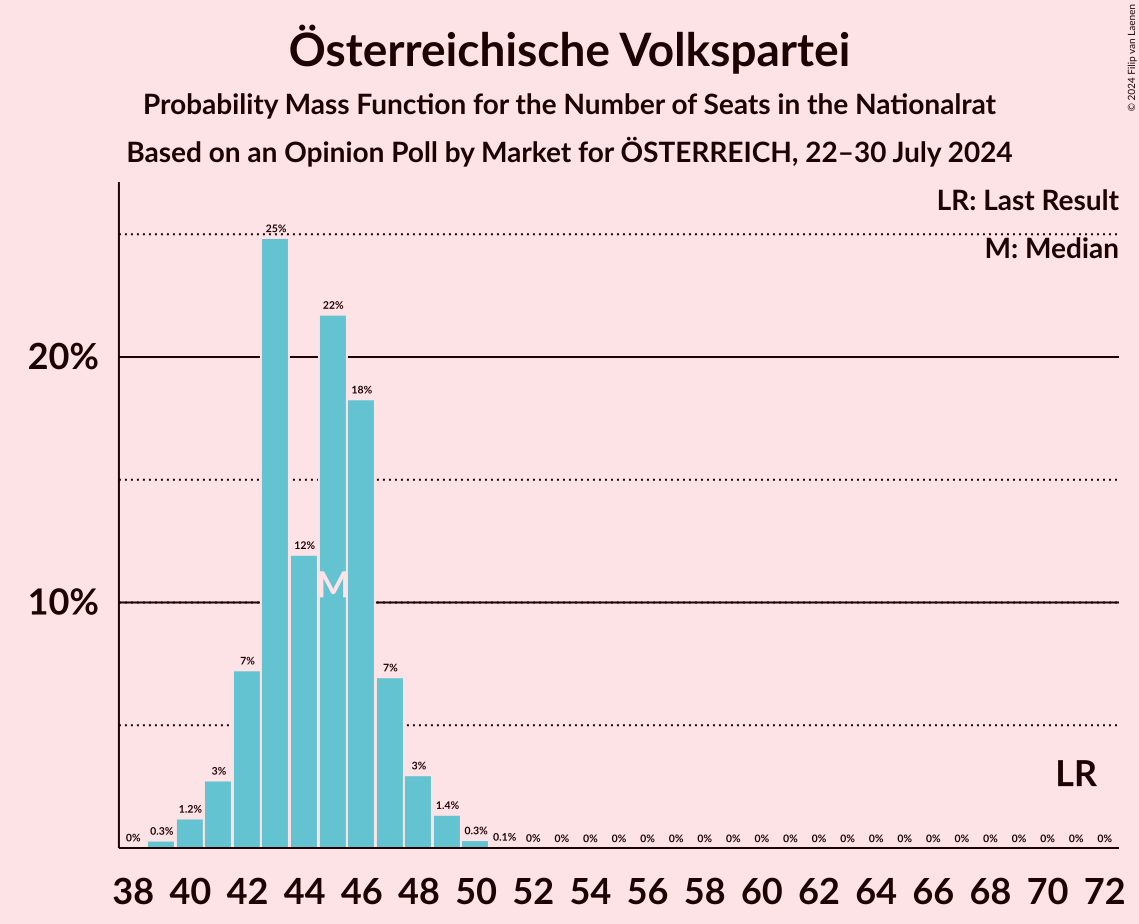 Österreichische Volkspartei
Probability Mass Function for the Number of Seats in the Nationalrat
Based on an Opinion Poll by Market for ÖSTERREICH, 22–30 July 2024
© 2024 Filip van Laenen
LR: Last Result
M: Median
25%
22%
20%
18%
12%
M
10%
7%
7%
3%
3%
LR
0% 0.3% 1.2% 1.4% 0.3% 0.1% 0% 0% 0% 0% 0% 0% 0% 0% 0% 0% 0% 0% 0% 0% 0% 0% 0% 0% 0% 0% 0%
38 40 42 44 46 48 50 52 54 56 58 60 62 64 66 68 70 72